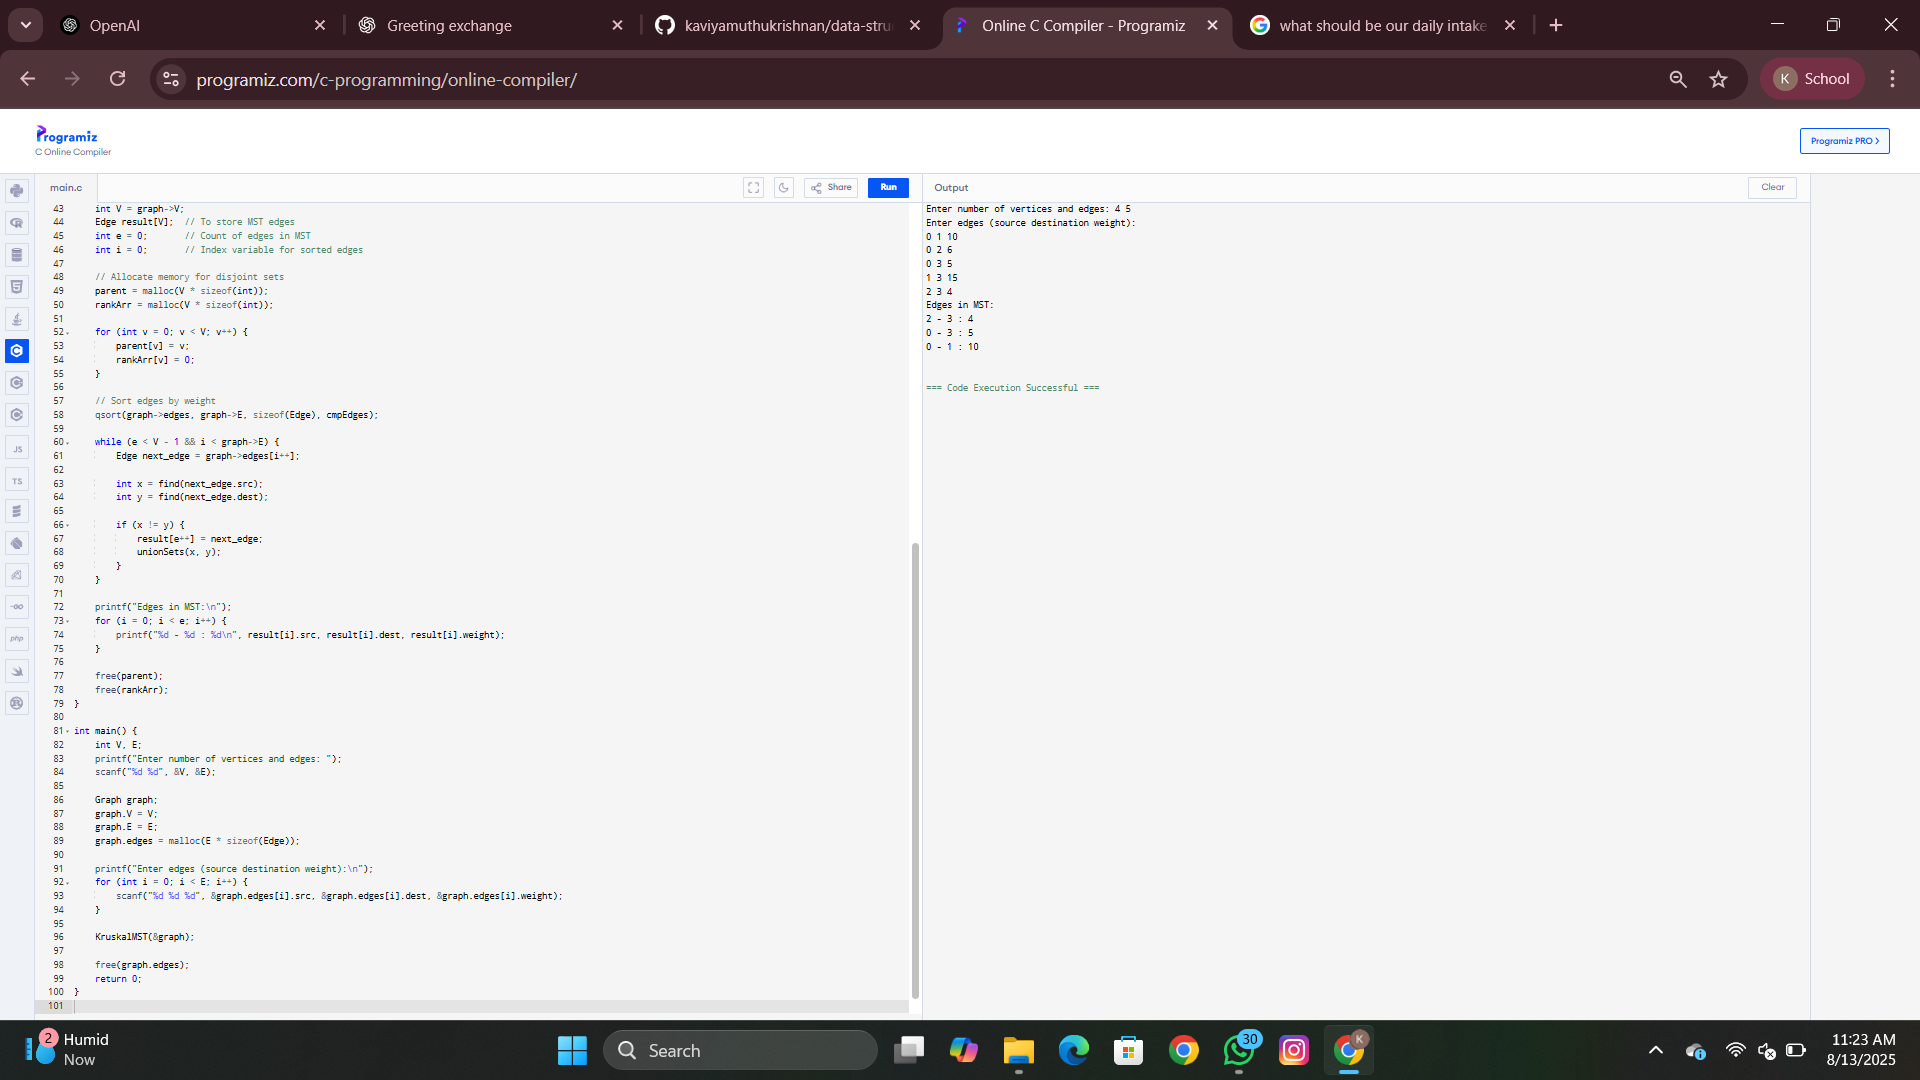 OpenAI
Greeting exchange
kaviyamuthukrishnan/data-stru
Online C Compiler - Programiz
what should be our daily intake
programiz.com/c-programming/online-compiler/
K School
Programiz
C Online Compiler
Programiz PRO >
main.c
Share
Run
Output
Clear
43 int V = graph->V;
44 Edge result[V];  // To store MST edges
45 int e = 0;       // Count of edges in MST
46 int i = 0;       // Index variable for sorted edges
47
48 // Allocate memory for disjoint sets
49 parent = malloc(V * sizeof(int));
50 rankArr = malloc(V * sizeof(int));
51
52 for (int v = 0; v < V; v++) {
53 parent[v] = v;
54 rankArr[v] = 0;
55 }
56
57 // Sort edges by weight
58 qsort(graph->edges, graph->E, sizeof(Edge), cmpEdges);
59
60 while (e < V - 1 && i < graph->E) {
61 Edge next_edge = graph->edges[i++];
62
63 int x = find(next_edge.src);
64 int y = find(next_edge.dest);
65
66 if (x != y) {
67 result[e++] = next_edge;
68 unionSets(x, y);
69 }
70 }
71
72 printf("Edges in MST:\n");
73 for (i = 0; i < e; i++) {
74 printf("%d - %d : %d\n", result[i].src, result[i].dest, result[i].weight);
75 }
76
77 free(parent);
78 free(rankArr);
79 }
80
81 int main() {
82 int V, E;
83 printf("Enter number of vertices and edges: ");
84 scanf("%d %d", &V, &E);
85
86 Graph graph;
87 graph.V = V;
88 graph.E = E;
89 graph.edges = malloc(E * sizeof(Edge));
90
91 printf("Enter edges (source destination weight):\n");
92 for (int i = 0; i < E; i++) {
93 scanf("%d %d %d", &graph.edges[i].src, &graph.edges[i].dest, &graph.edges[i].weight);
94 }
95
96 KruskalMST(&graph);
97
98 free(graph.edges);
99 return 0;
100 }
101
Enter number of vertices and edges: 4 5
Enter edges (source destination weight):
0 1 10
0 2 6
0 3 5
1 3 15
2 3 4
Edges in MST:
2 - 3 : 4
0 - 3 : 5
0 - 1 : 10
=== Code Execution Successful ===
JS
TS
-GO
php
2
Humid
Now
Search
30
K
11:23 AM
8/13/2025